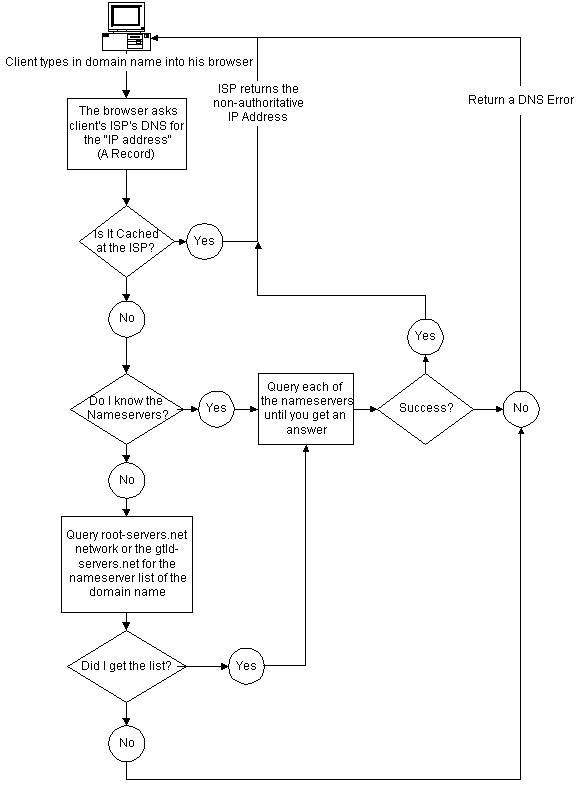 Client types in domain name into his browser
The browser asks
client's ISP's DNS for
the "IP address"
(A Record)
ISP returns the
non-authoritative
IP Address
Return a DNS Error
Is It Cached
at the ISP?
Yes
No
Yes
Do I know the
Nameservers?
Yes
Query each of
the nameservers
until you get an
answer
Success?
No
No
Query root-servers.net
network or the gtld-
servers.net for the
nameserver list of the
domain name
Did I get the list?
Yes
No